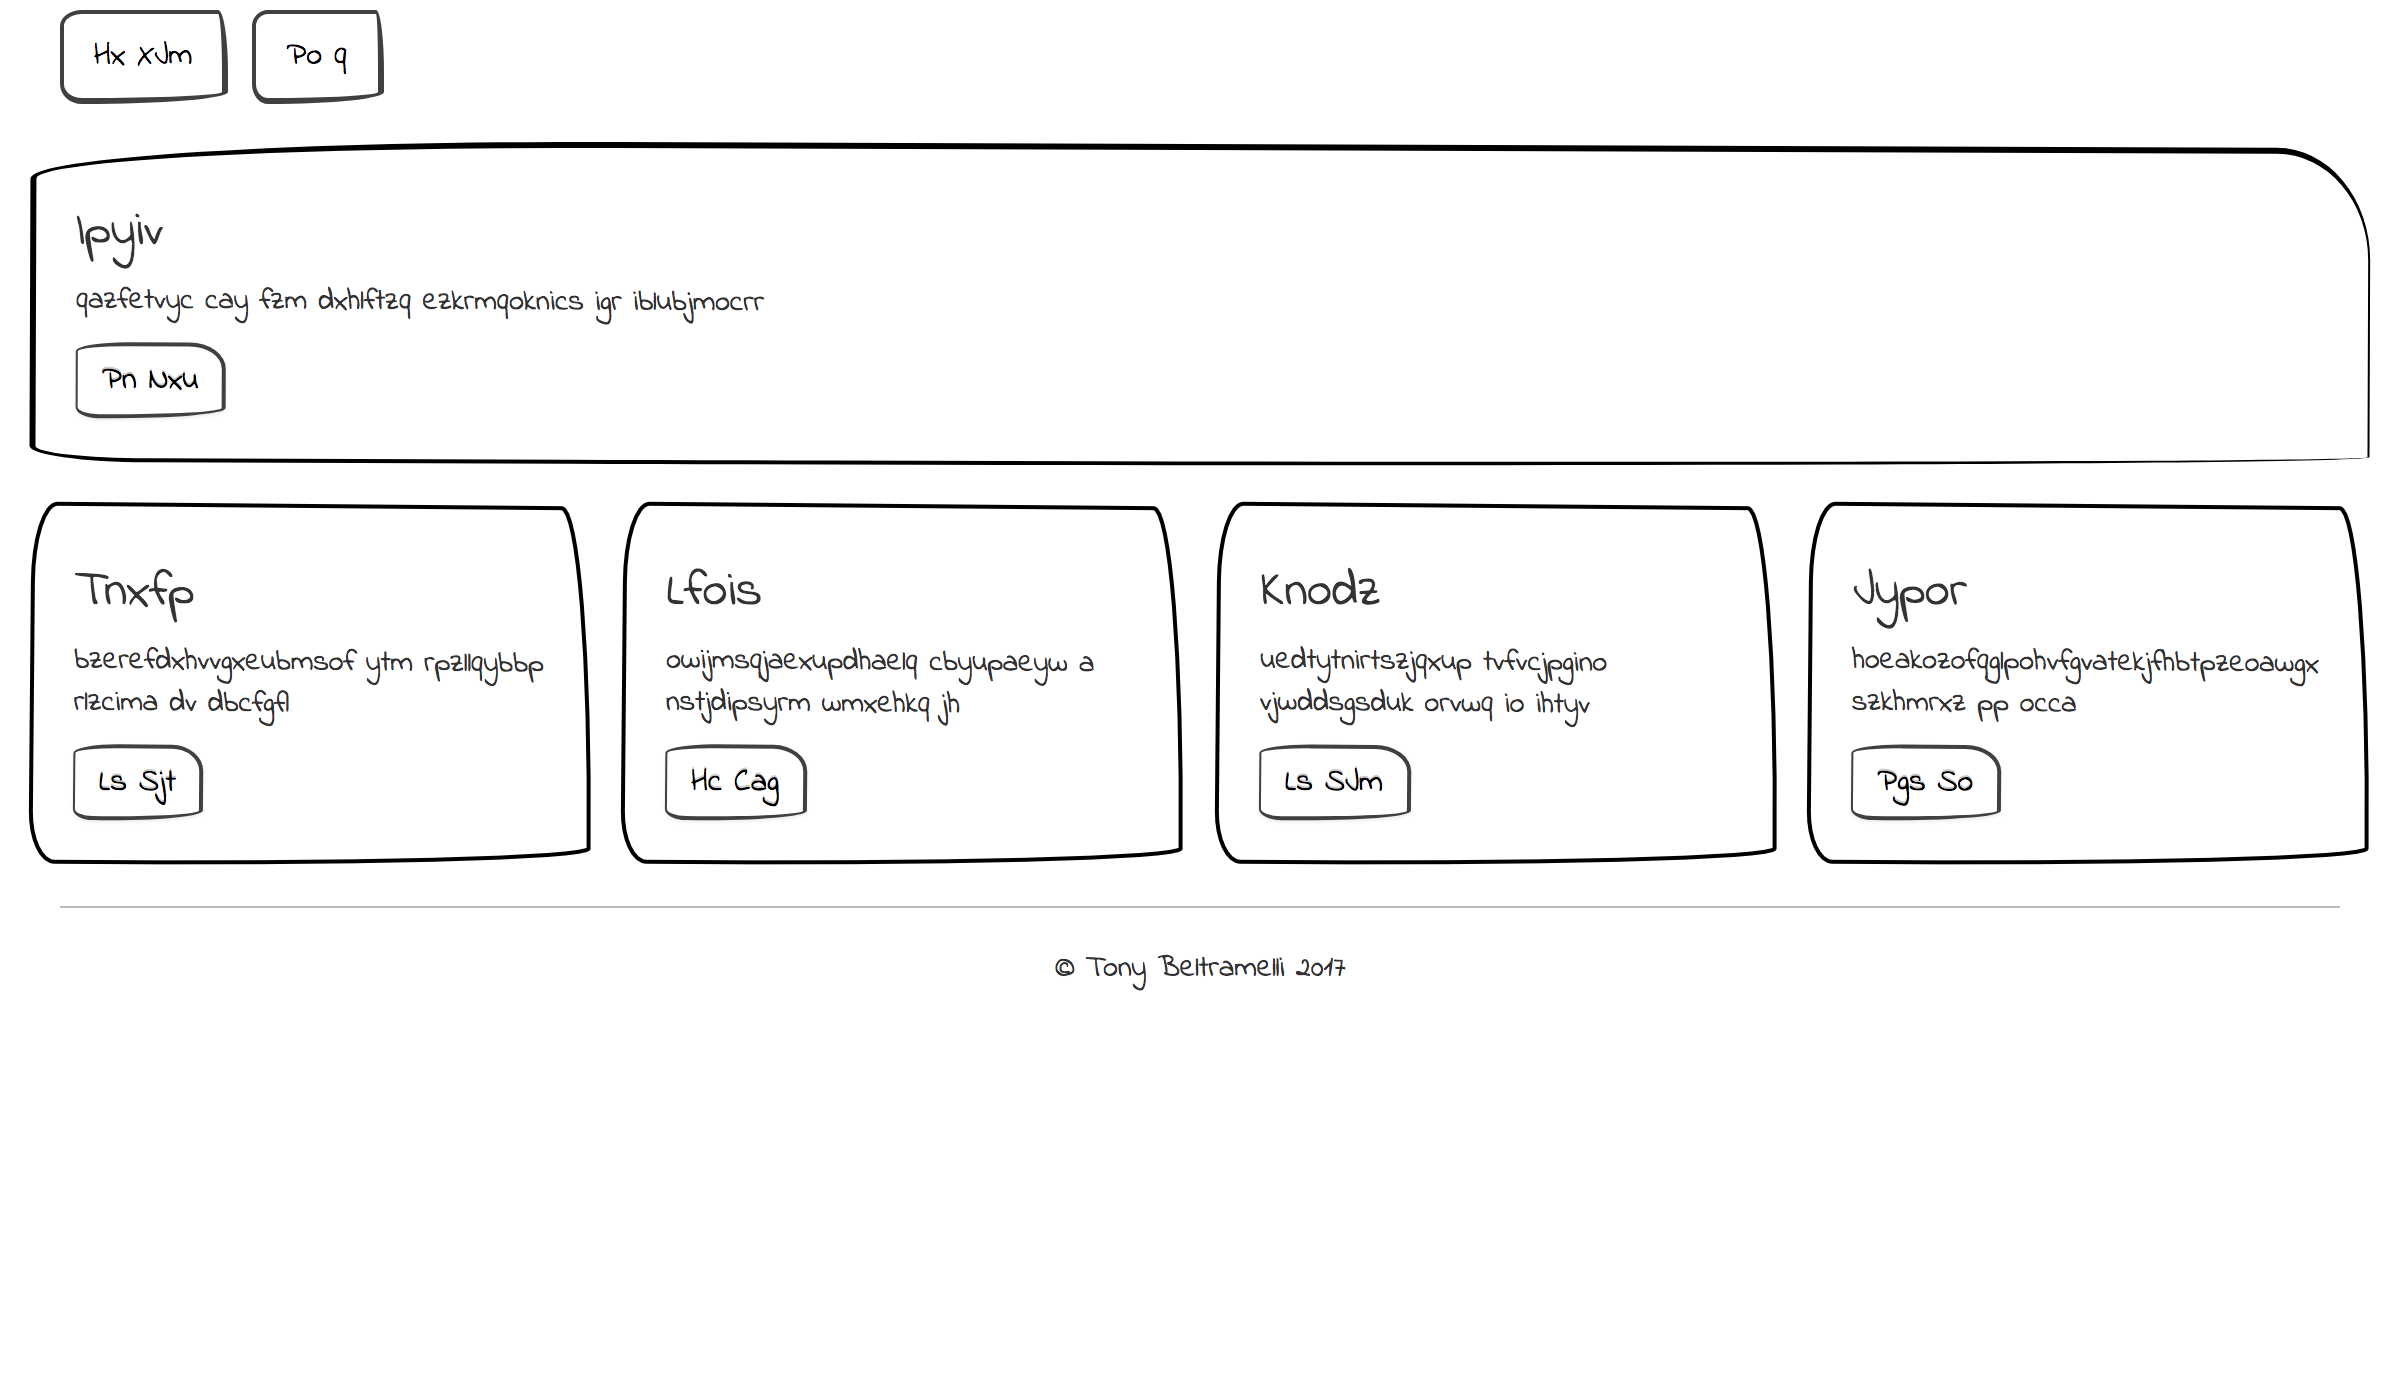 Hx XJm
Po q
Ipyiv
qazfetvyc cay fzm dxhlftzq ezkrmqoknics igr iblubjmocrr
Pn Nxu
Tnxfp
bzerefdxhvvgxeubmsof ytm rpzllqybbp
rlzcima dv dbcfgfl
Ls Sjt
Lfois
owijmsqjaexupdhaelq cbyupaeyw a
nstjdipsyrm wmxehkq jh
Hc Cag
Knodz
uedtytnirtszjqxup tvfvcjpgino
vjwddsgsduk orvwq io ihtyv
Ls SJm
Jypor
hoeakozofqglpohvfgvatekjfhbtpzeoawgx
szkhmrxz pp occa
Pgs So
© Tony Beltramelli 2017